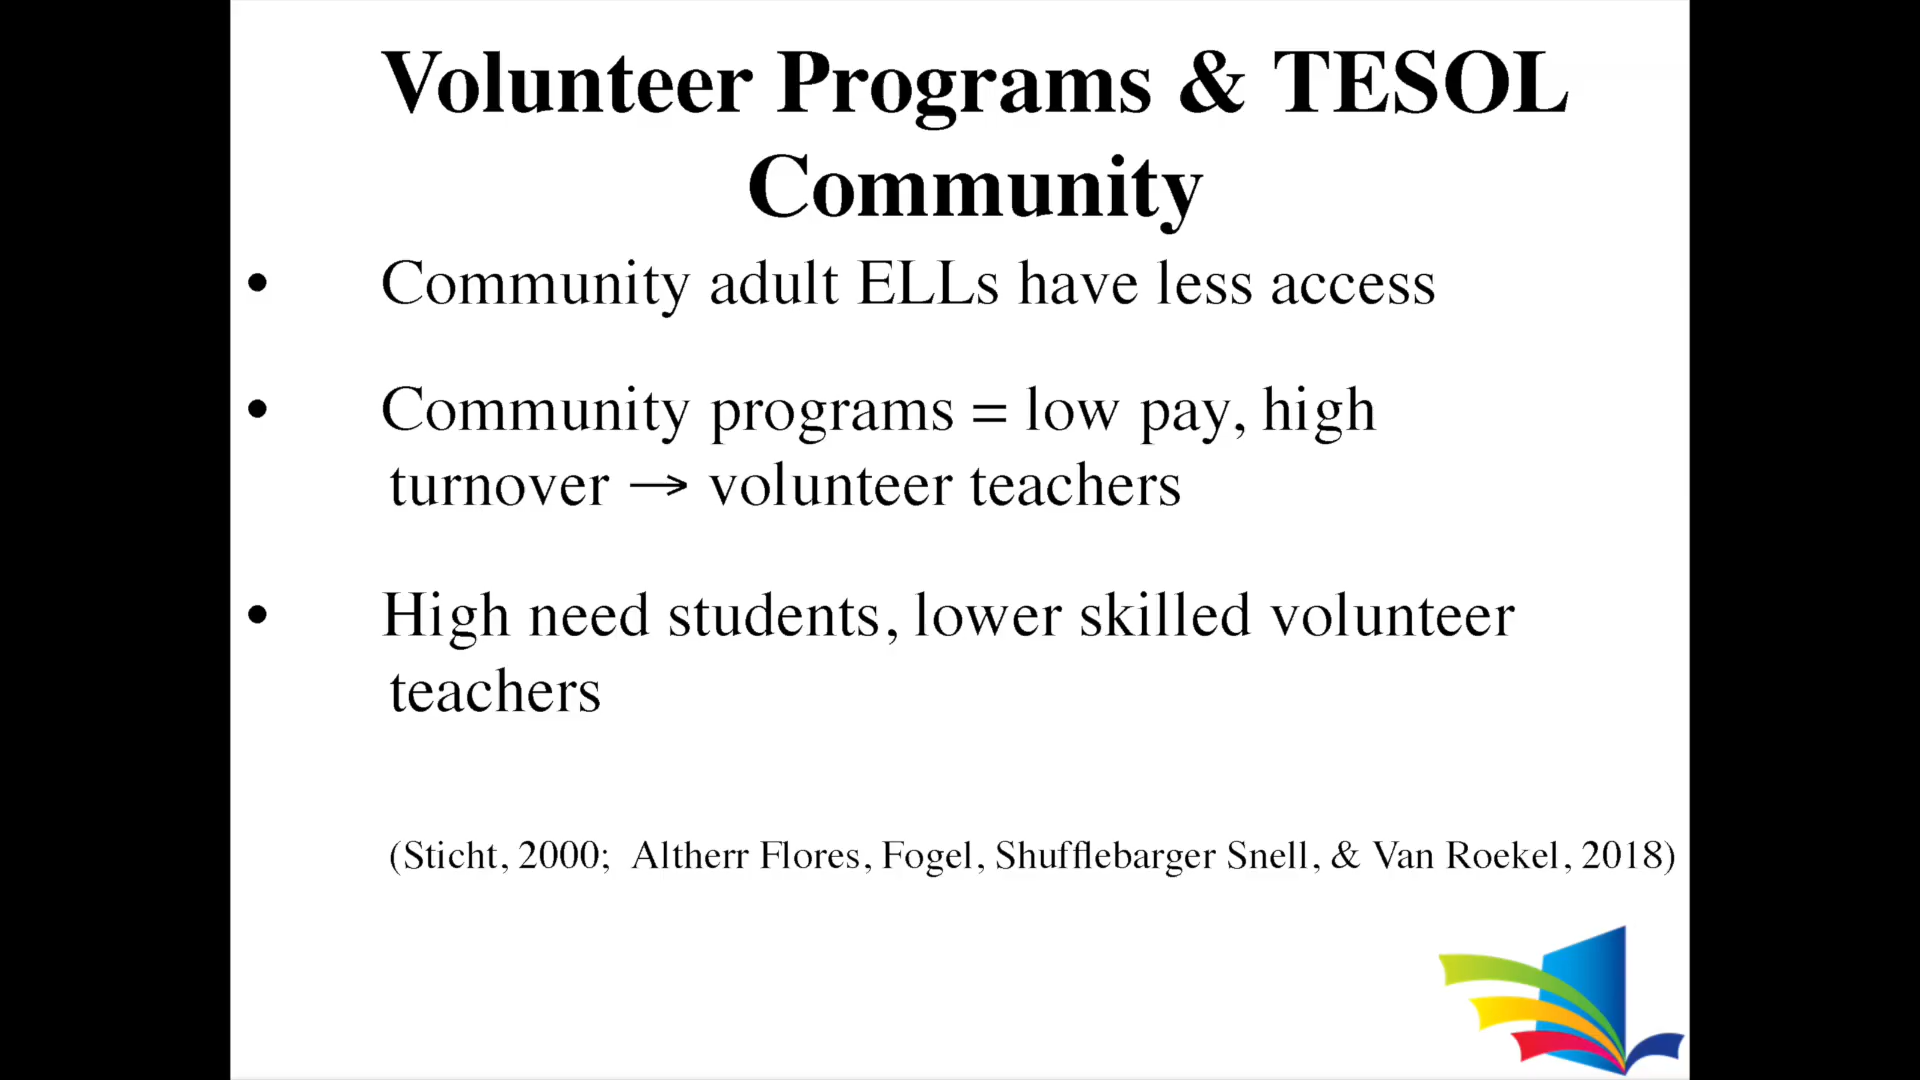 Volunteer Programs & TESOL
Community
• Community adult ELLs have less access
• Community programs = low pay, high
turnover → volunteer teachers
• High need students, lower skilled volunteer
teachers
(Sticht, 2000; Altherr Flores, Fogel, Shufflebarger Snell, & Van Roekel, 2018)